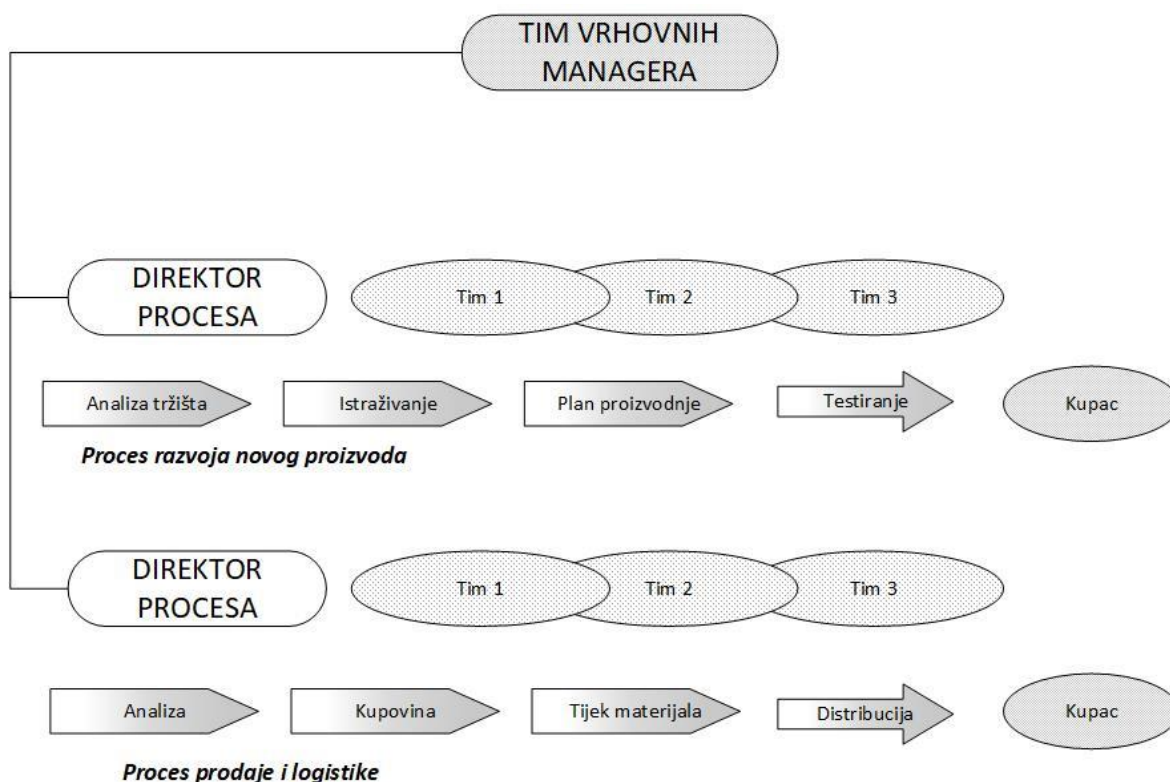 TIM VRHOVNIH
MANAGERA
DIREKTOR
PROCESA
Tim 1
Tim 2
Tim 3
Analiza tržišta
Istraživanje
Plan proizvodnje
Testiranje
Kupac
Proces razvoja novog proizvoda
DIREKTOR
PROCESA
Tim 1
Tim 2
Tim 3
Analiza
Kupovina
Tijek materijala
Distribucija
Kupac
Proces prodaje i logistike